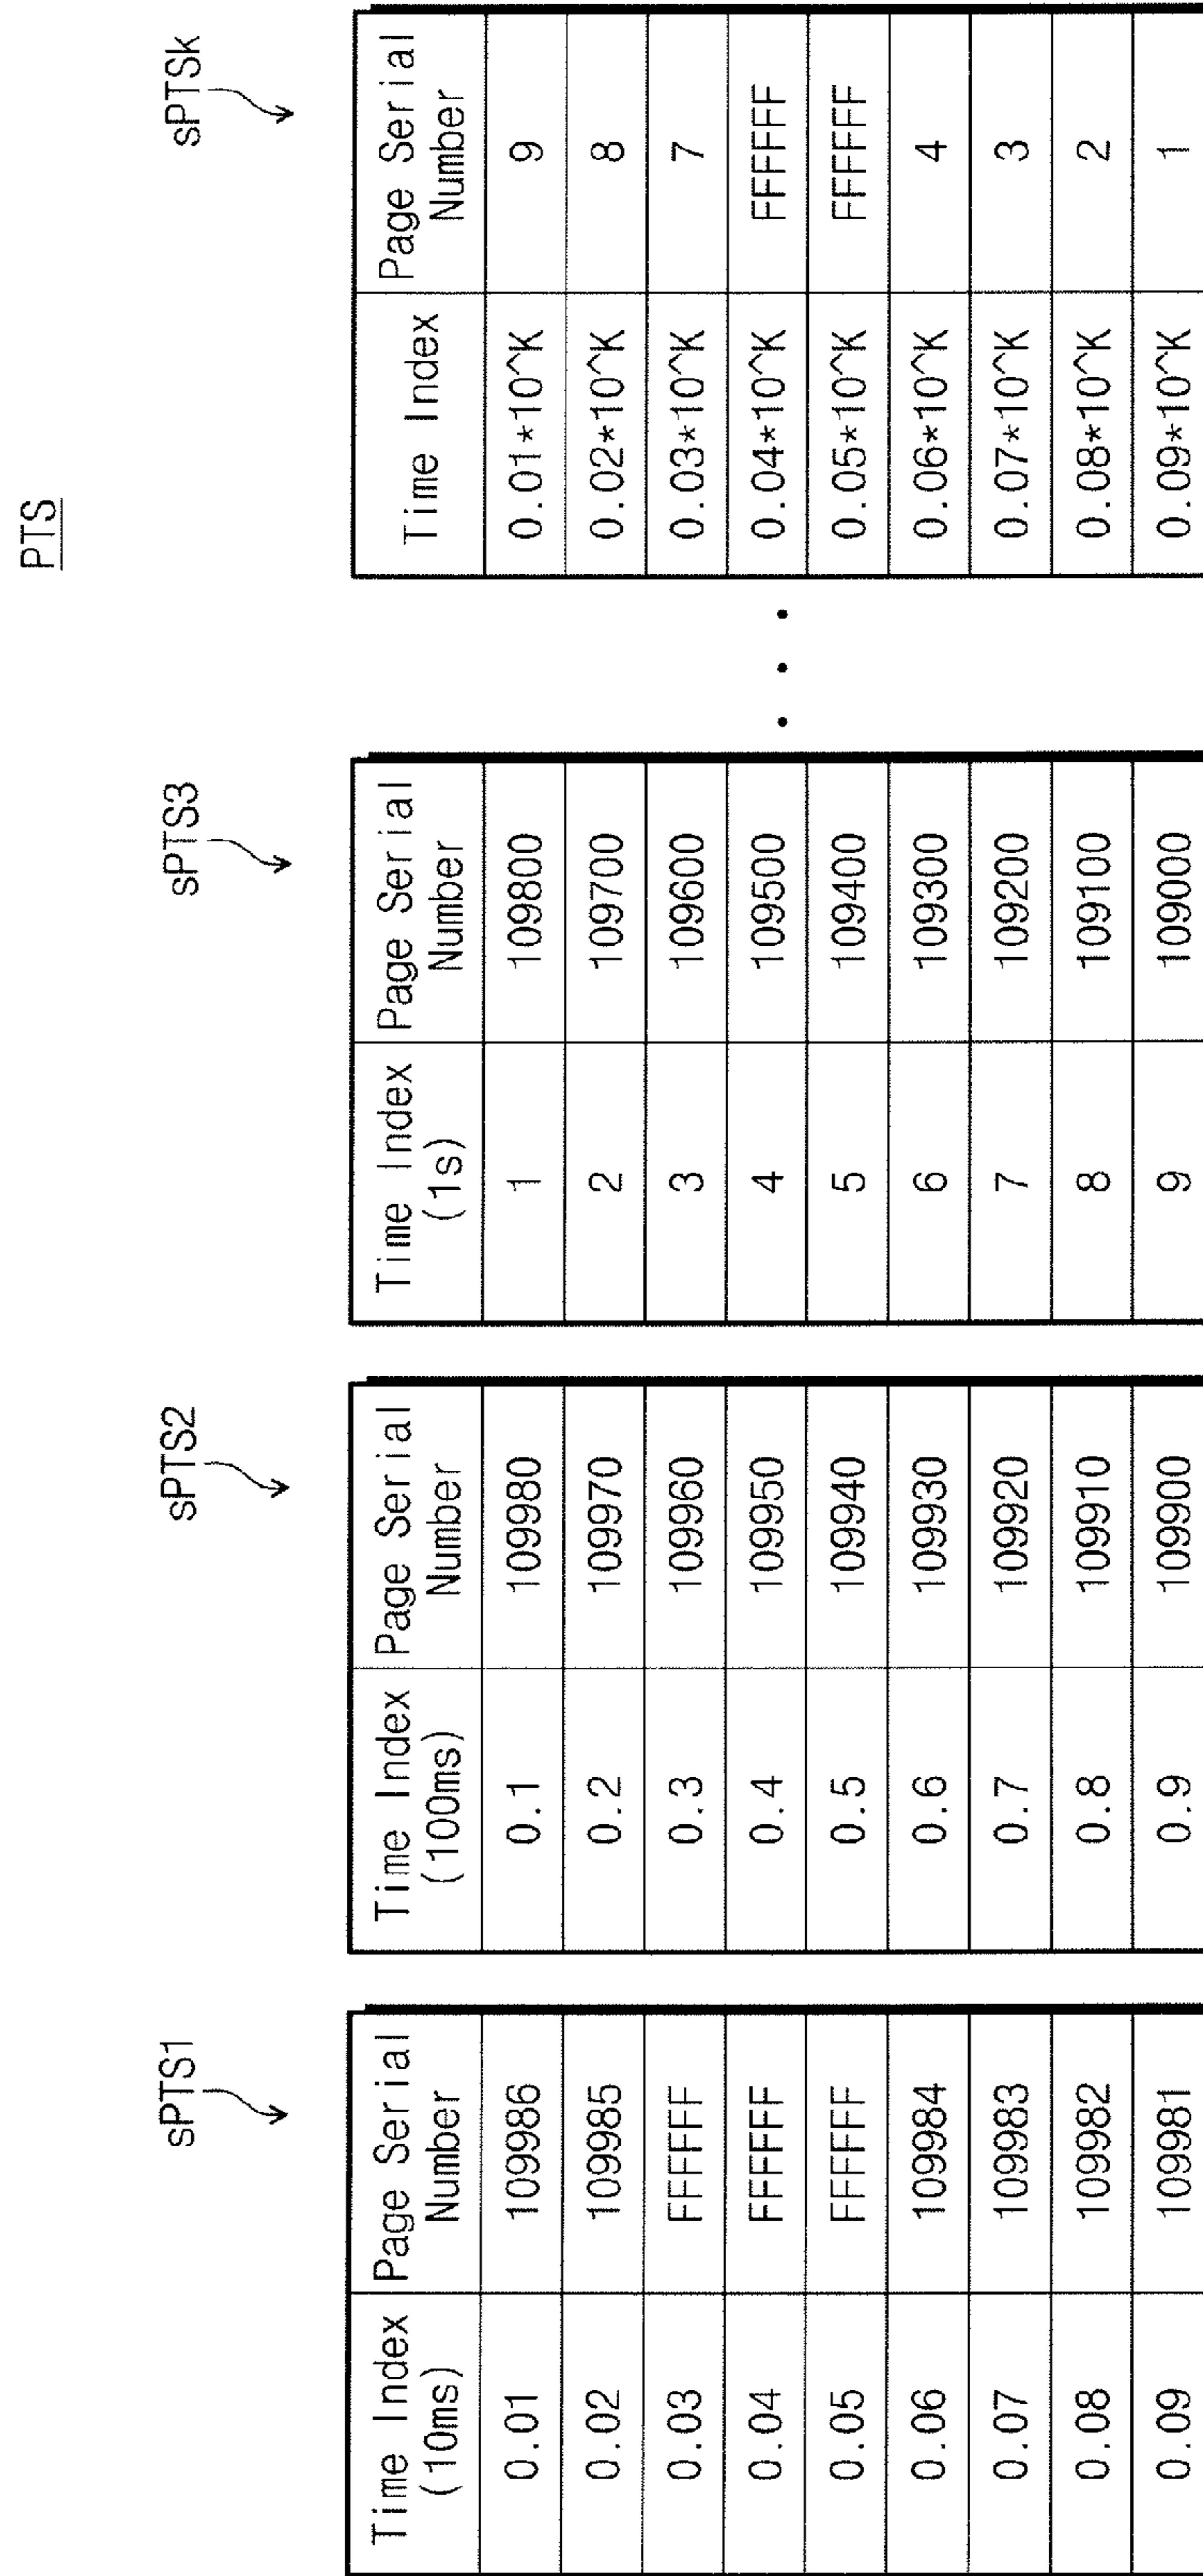 PTS
sPTS1
Time Index (10ms) Page Serial Number
0.01 109986
0.02 109985
0.03 FFFFFF
0.04 FFFFFF
0.05 FFFFFF
0.06 109984
0.07 109983
0.08 109982
0.09 109981
sPTS2
Time Index (100ms) Page Serial Number
0.1 109980
0.2 109970
0.3 109960
0.4 109950
0.5 109940
0.6 109930
0.7 109920
0.8 109910
0.9 109900
sPTS3
Time Index (1s) Page Serial Number
1 109800
2 109700
3 109600
4 109500
5 109400
6 109300
7 109200
8 109100
9 109000
. . .
sPTSk
Time Index Page Serial Number
0.01*10^K 9
0.02*10^K 8
0.03*10^K 7
0.04*10^K FFFFFF
0.05*10^K FFFFFF
0.06*10^K 4
0.07*10^K 3
0.08*10^K 2
0.09*10^K 1